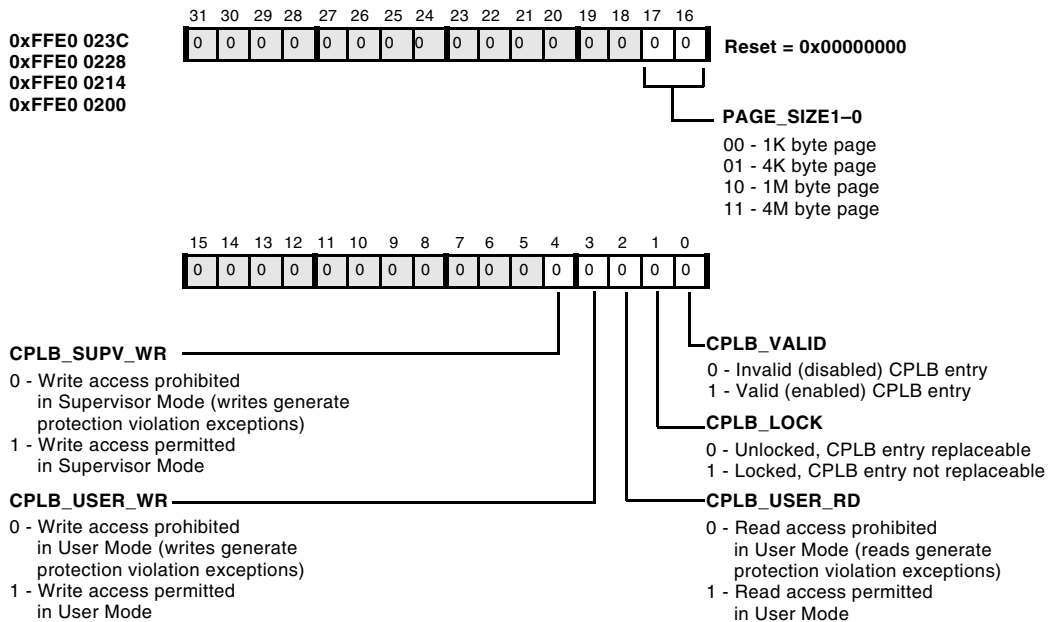 31 30 29 28 27 26 25 24 23 22 21 20 19 18 17 16
0xFFE0 023C
0xFFE0 0228
0xFFE0 0214
0xFFE0 0200
0 0 0 0 0 0 0 0 0 0 0 0 0 0 0 0
Reset = 0x00000000
PAGE_SIZE1–0
00 - 1K byte page
01 - 4K byte page
10 - 1M byte page
11 - 4M byte page
15 14 13 12 11 10 9 8 7 6 5 4 3 2 1 0
0 0 0 0 0 0 0 0 0 0 0 0 0 0 0 0
CPLB_SUPV_WR
0 - Write access prohibited
in Supervisor Mode (writes generate
protection violation exceptions)
1 - Write access permitted
in Supervisor Mode
CPLB_USER_WR
0 - Write access prohibited
in User Mode (writes generate
protection violation exceptions)
1 - Write access permitted
in User Mode
CPLB_VALID
0 - Invalid (disabled) CPLB entry
1 - Valid (enabled) CPLB entry
CPLB_LOCK
0 - Unlocked, CPLB entry replaceable
1 - Locked, CPLB entry not replaceable
CPLB_USER_RD
0 - Read access prohibited
in User Mode (reads generate
protection violation exceptions)
1 - Read access permitted
in User Mode